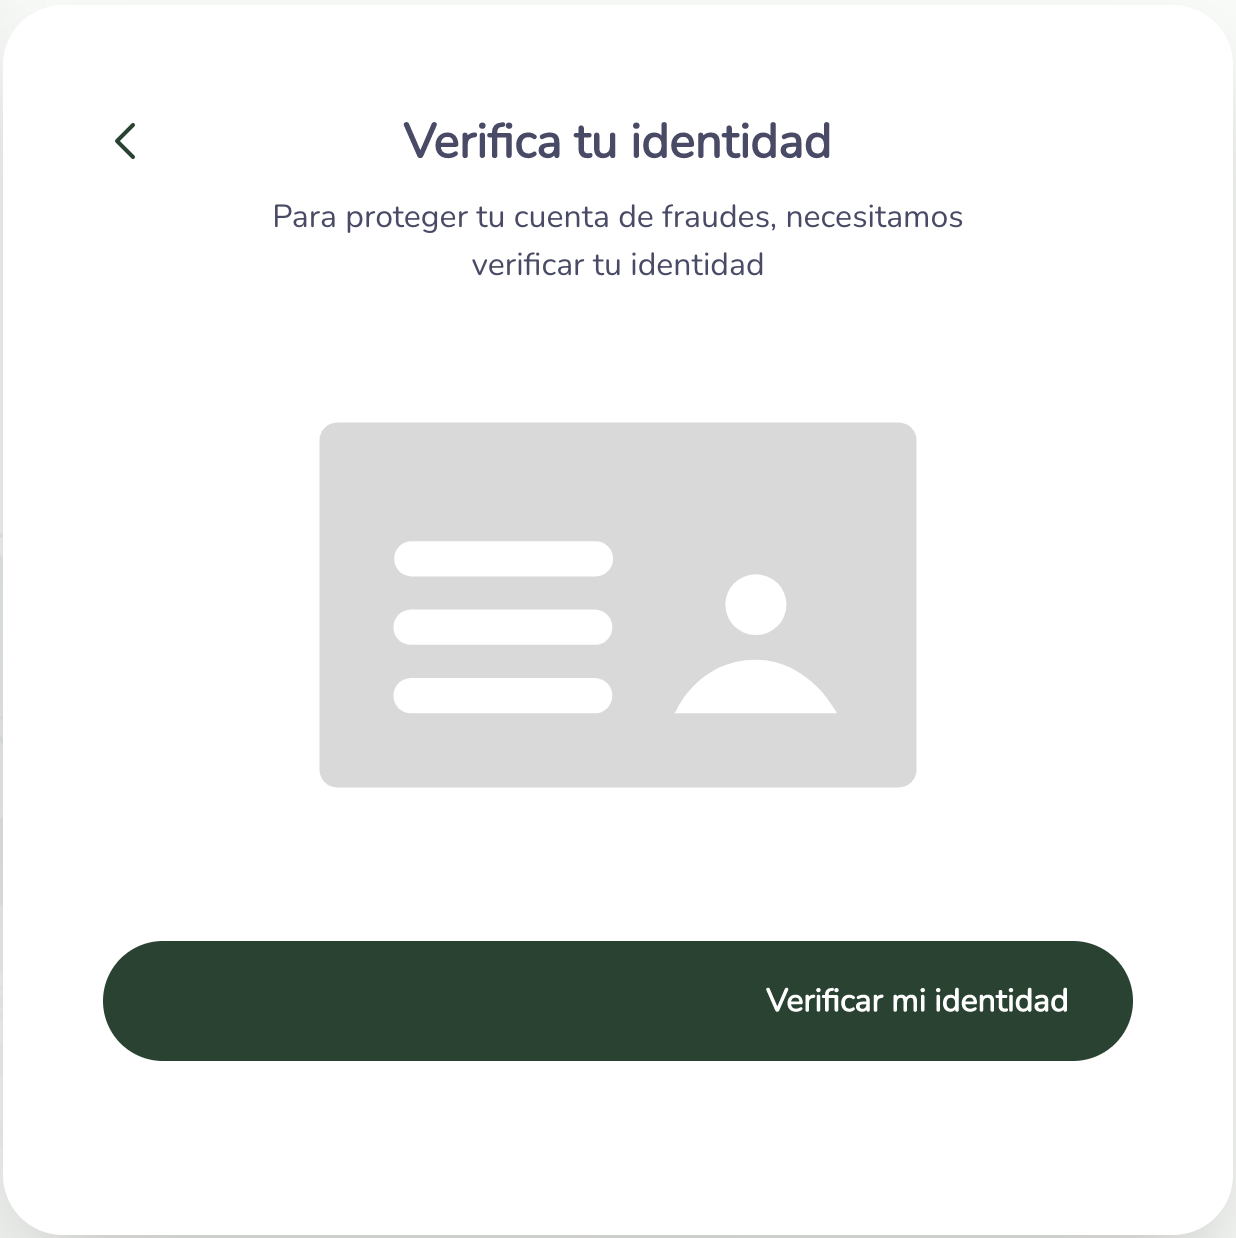 Verifica tu identidad
Para proteger tu cuenta de fraudes, necesitamos
verificar tu identidad
Verificar mi identidad